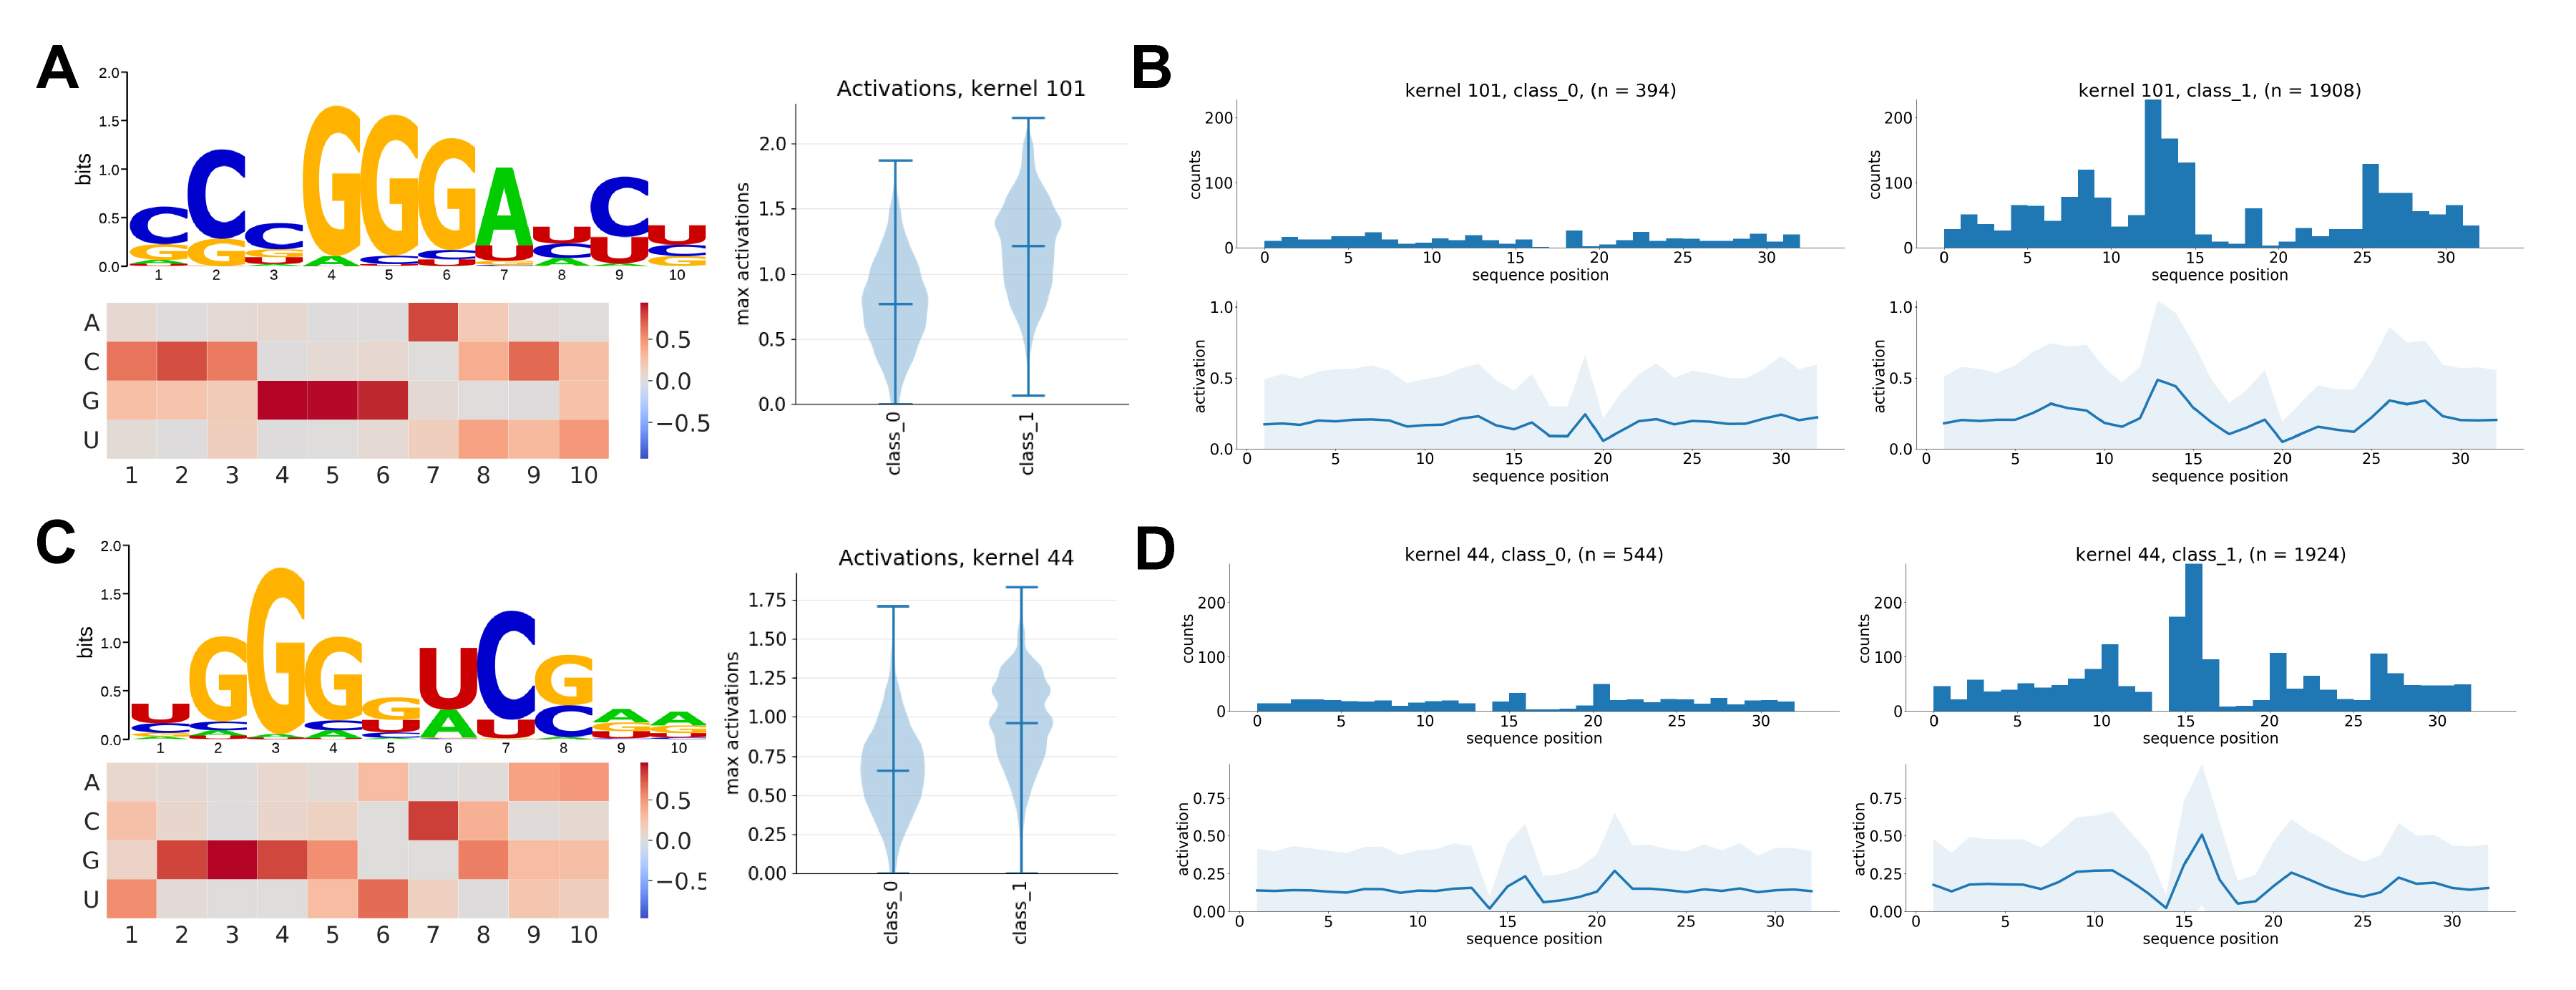 A
B
2.0
1.5
1.0
0.5
0.0
bits
1 2 3 4 5 6 7 8 9 10
A
C
G
U
1 2 3 4 5 6 7 8 9 10
0.5
0.0
−0.5
Activations, kernel 101
max activations
2.0
1.5
1.0
0.5
0.0
class_0
class_1
kernel 101, class_0, (n = 394)
counts
200
100
0
0 5 10 15 20 25 30
sequence position
activation
1.0
0.5
0.0
0 5 10 15 20 25 30
sequence position
kernel 101, class_1, (n = 1908)
counts
200
100
0
0 5 10 15 20 25 30
sequence position
activation
1.0
0.5
0.0
0 5 10 15 20 25 30
sequence position
C
D
2.0
1.5
1.0
0.5
0.0
bits
1 2 3 4 5 6 7 8 9 10
A
C
G
U
1 2 3 4 5 6 7 8 9 10
0.5
0.0
−0.5
Activations, kernel 44
max activations
1.75
1.50
1.25
1.00
0.75
0.50
0.25
0.00
class_0
class_1
kernel 44, class_0, (n = 544)
counts
200
100
0
0 5 10 15 20 25 30
sequence position
activation
0.75
0.50
0.25
0.00
0 5 10 15 20 25 30
sequence position
kernel 44, class_1, (n = 1924)
counts
200
100
0
0 5 10 15 20 25 30
sequence position
activation
0.75
0.50
0.25
0.00
0 5 10 15 20 25 30
sequence position